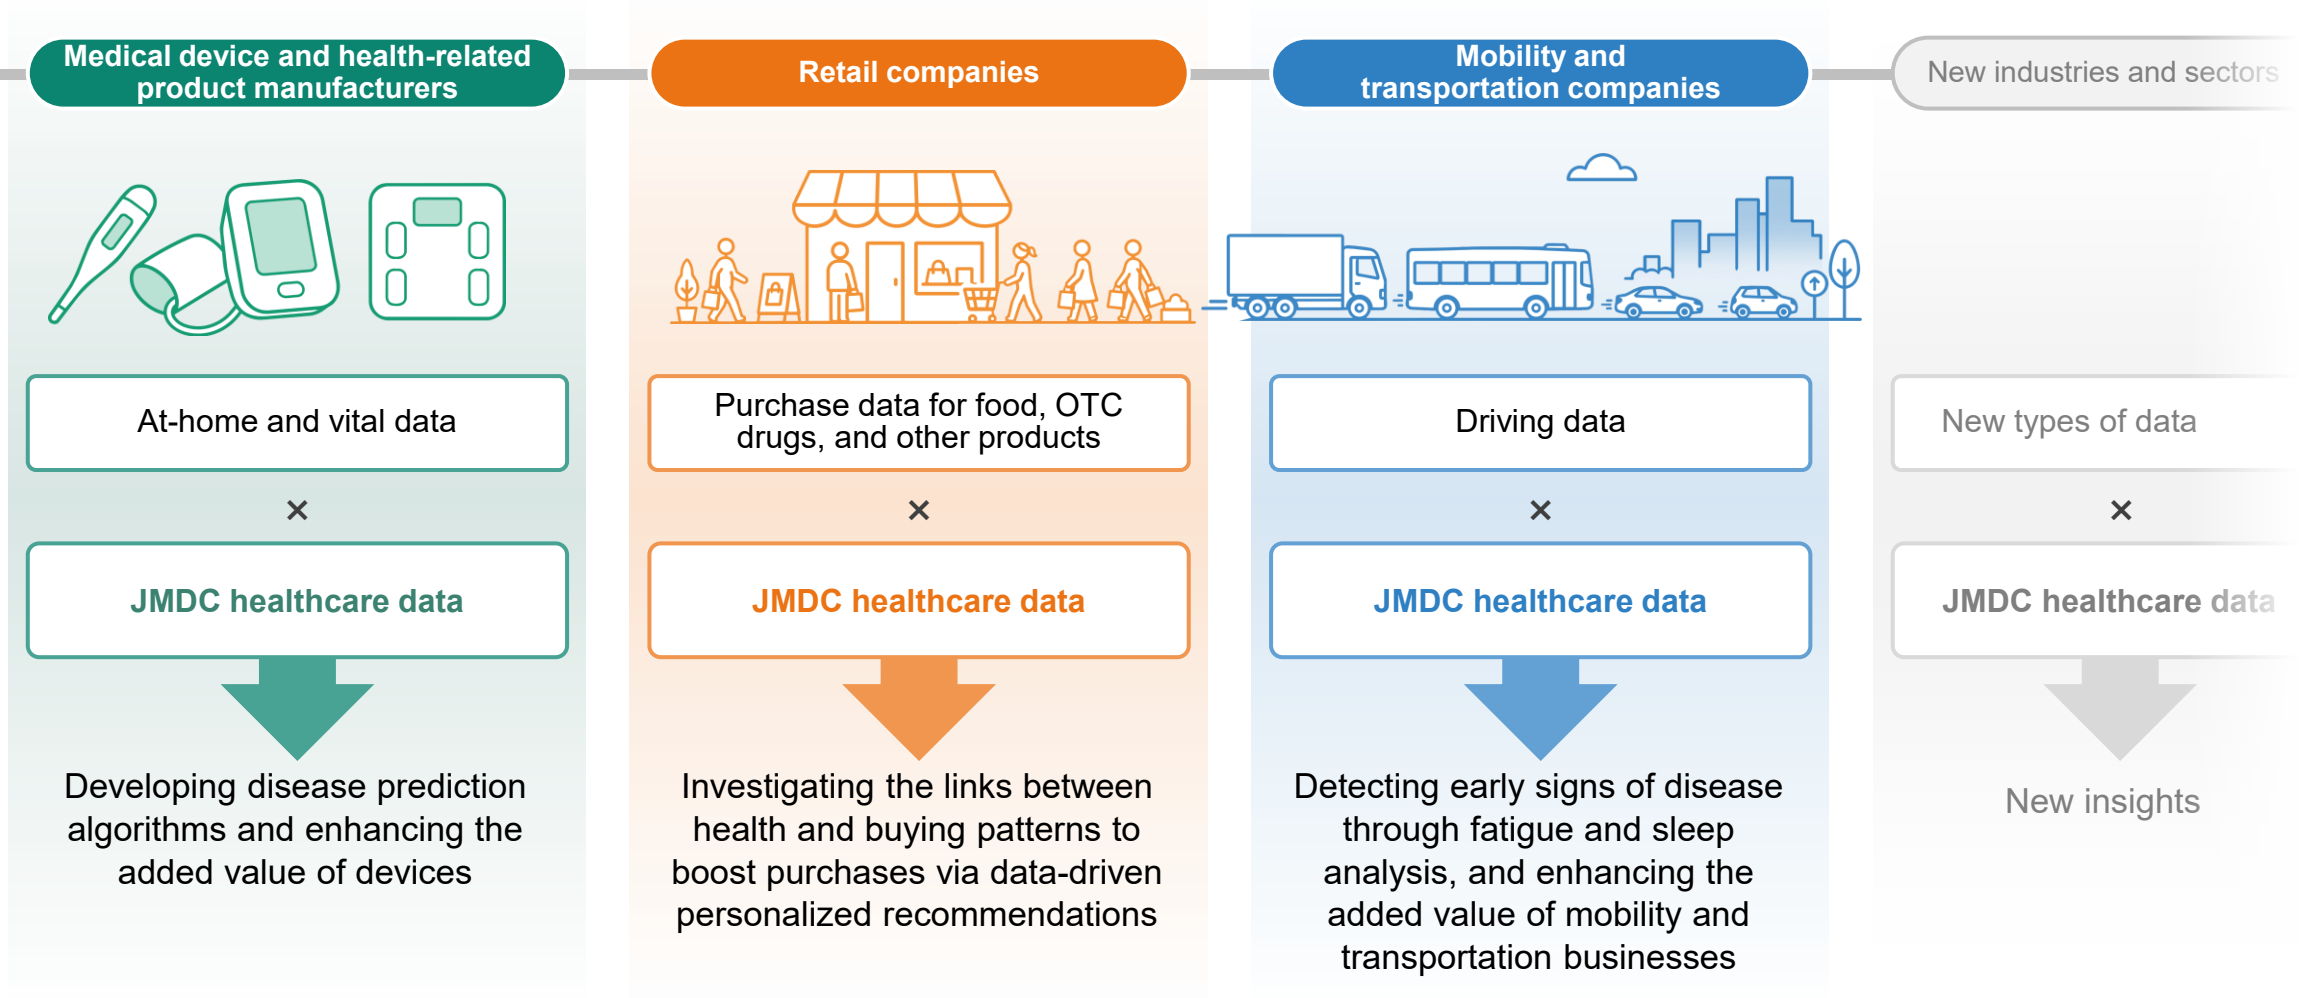 Medical device and health-related
product manufacturers
At-home and vital data
×
JMDC healthcare data
Developing disease prediction
algorithms and enhancing the
added value of devices
Retail companies
Purchase data for food, OTC
drugs, and other products
×
JMDC healthcare data
Investigating the links between
health and buying patterns to
boost purchases via data-driven
personalized recommendations
Mobility and
transportation companies
Driving data
×
JMDC healthcare data
Detecting early signs of disease
through fatigue and sleep
analysis, and enhancing the
added value of mobility and
transportation businesses
New industries and sectors
New types of data
×
JMDC healthcare data
New insights